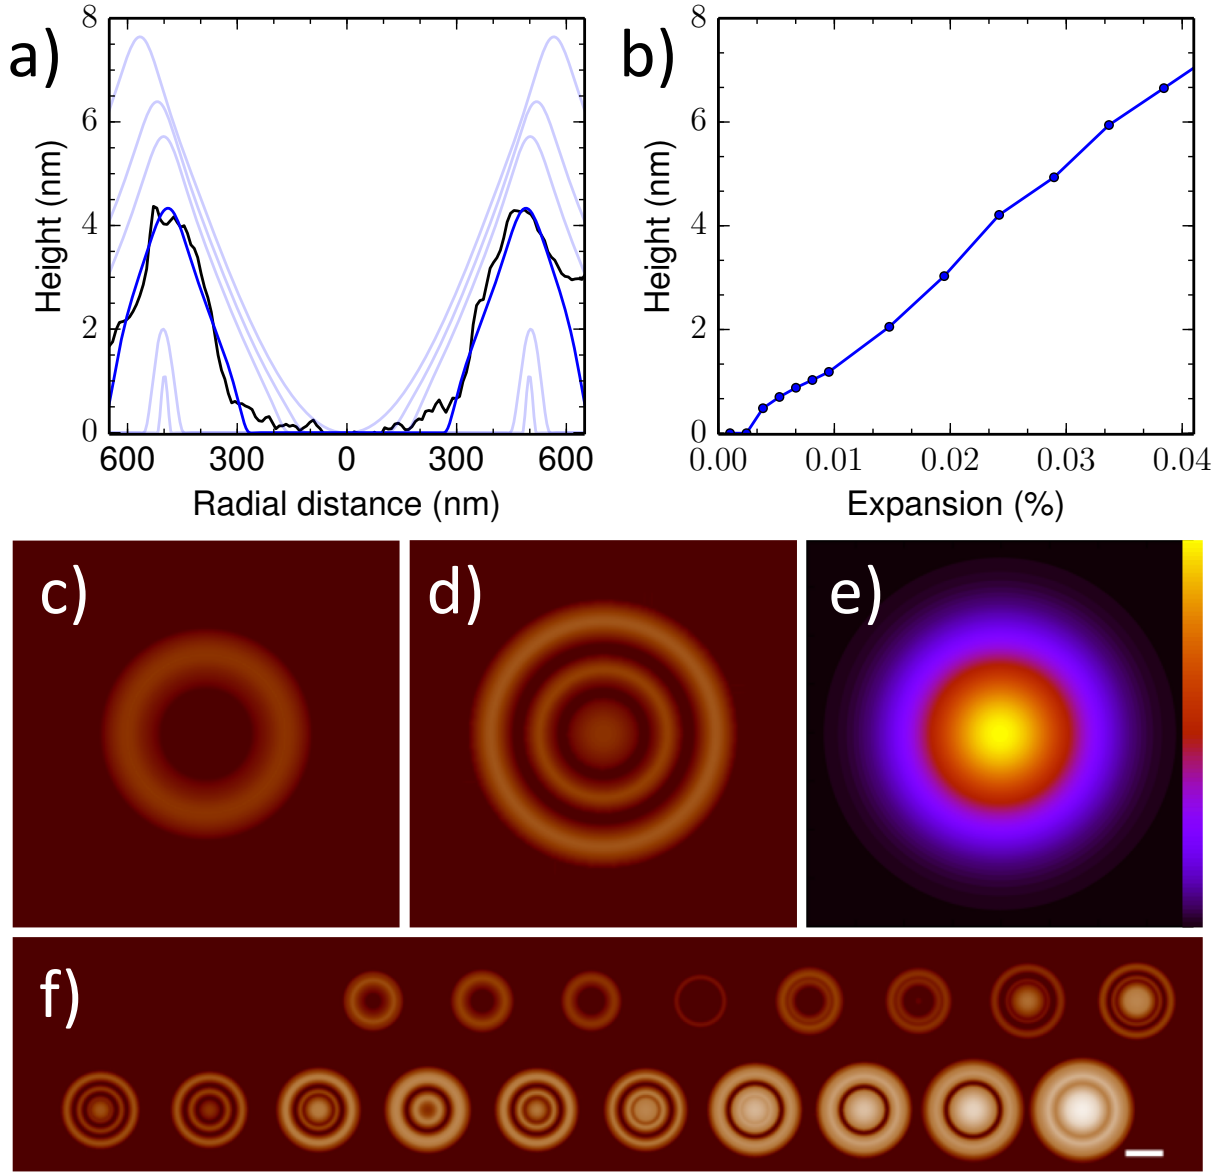 a)
8
6
4
2
0
Height (nm)
600 300 0 300 600
Radial distance (nm)
b)
8
6
4
2
0
Height (nm)
0.00 0.01 0.02 0.03 0.04
Expansion (%)
c)
d)
e)
f)